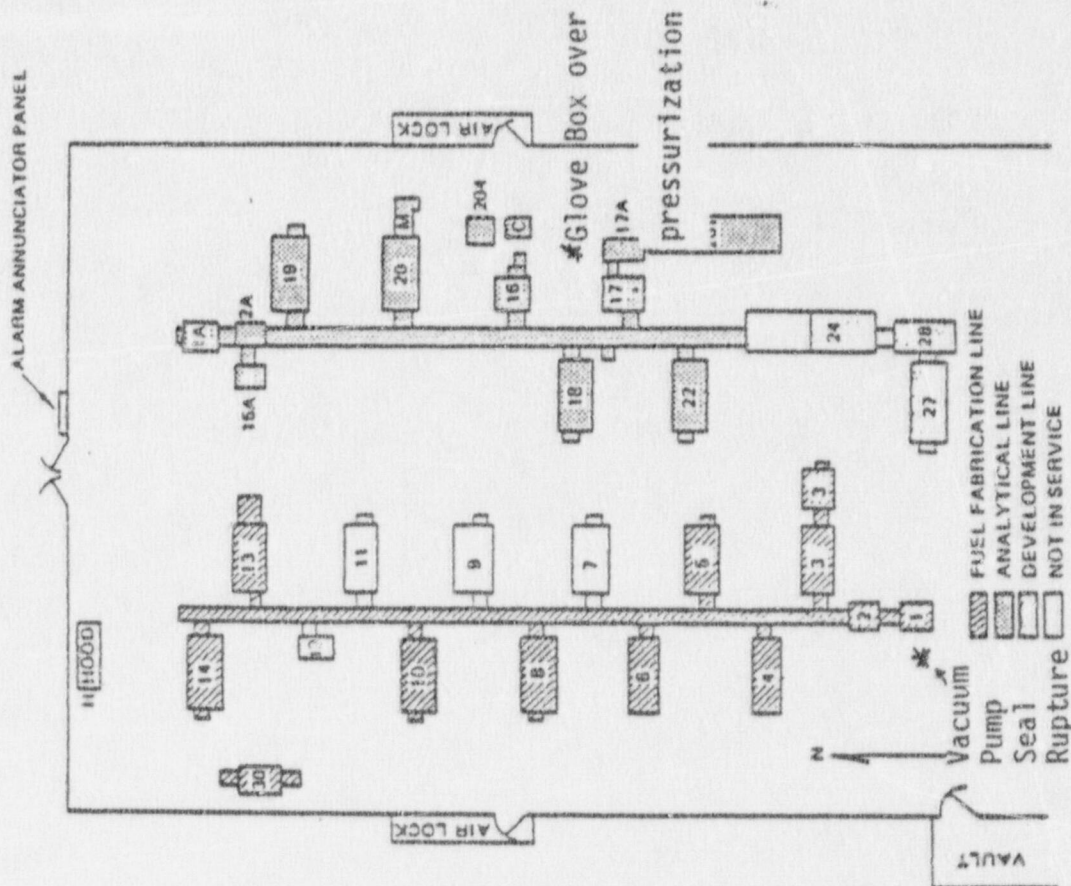 ALARM ANNUNCIATOR PANEL
HOOD
AIR LOCK
AIR LOCK
VAULT
N
14
10
8
6
4
30
13
11
9
7
5
3
3
2
1
2A
16A
19
20
M
204
C
16
17A
17
18
22
24
28
27
*Glove Box over
pressurization
*
Vacuum
Pump
Seal
Rupture
FUEL FABRICATION LINE
ANALYTICAL LINE
DEVELOPMENT LINE
NOT IN SERVICE